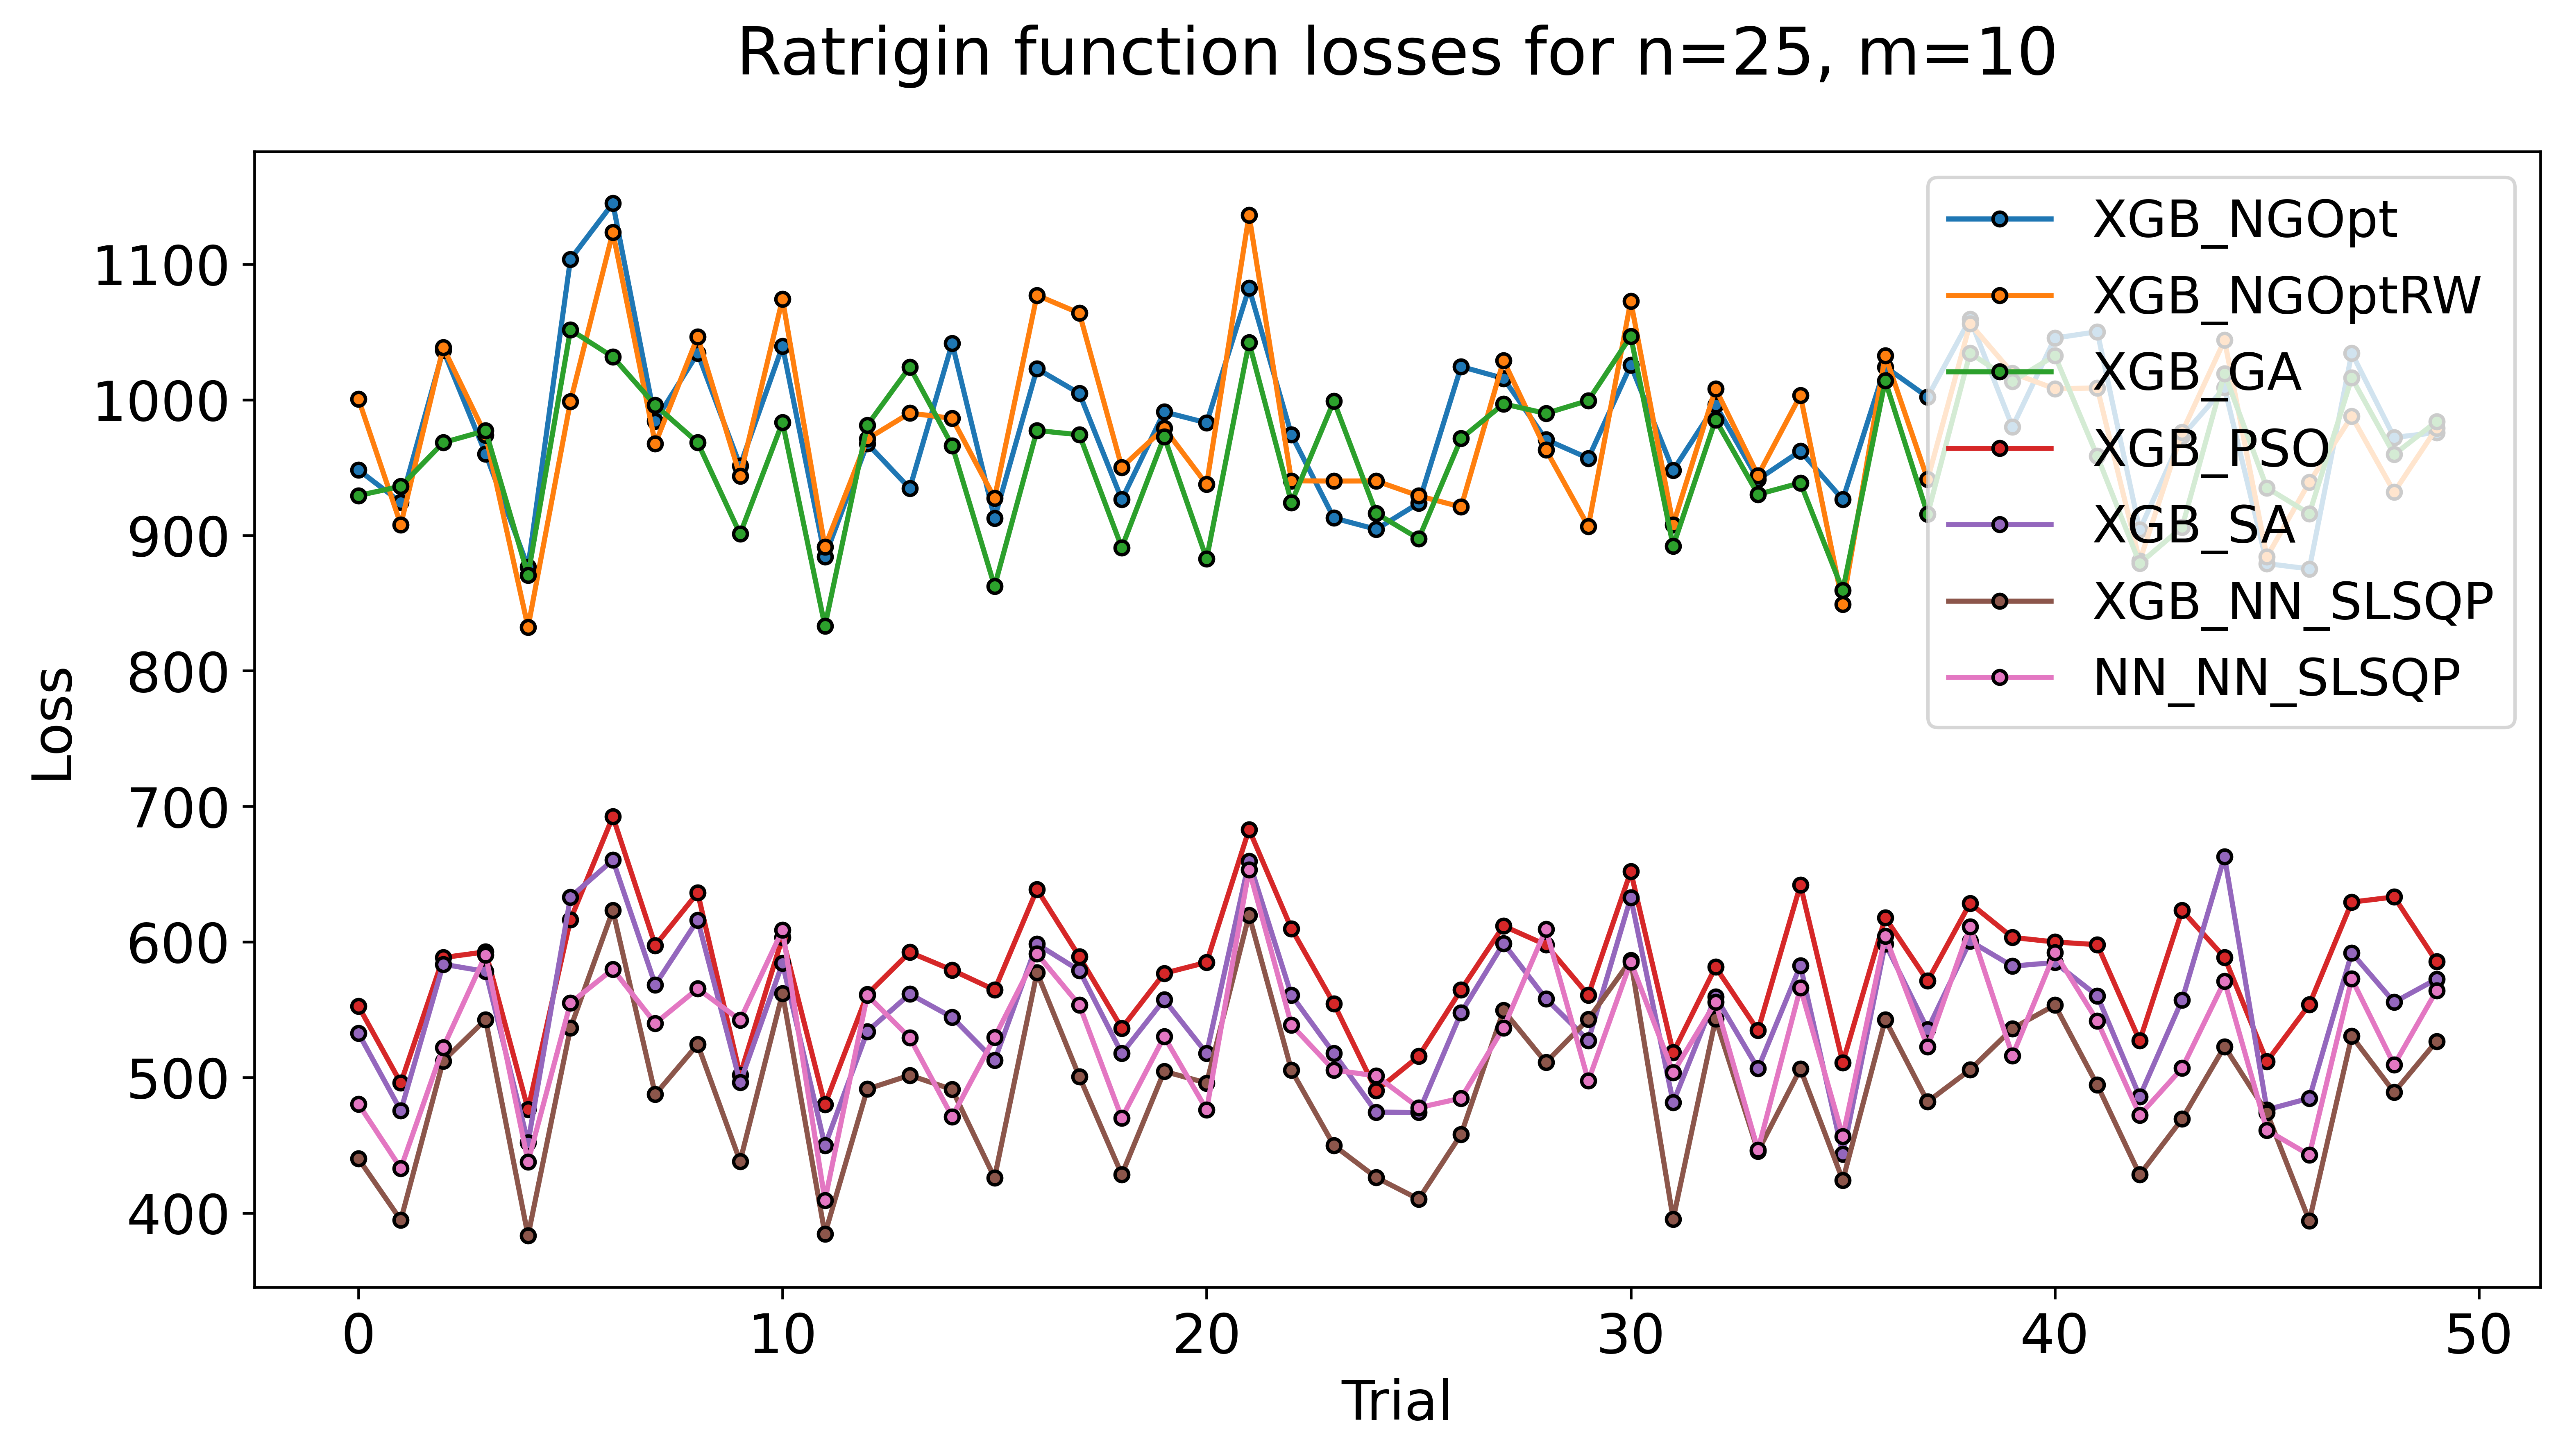 Ratrigin function losses for n=25, m=10
1100
1000
900
800
700
600
500
400
Loss
XGB_NGOpt
XGB_NGOptRW
XGB_GA
XGB_PSO
XGB_SA
XGB_NN_SLSQP
NN_NN_SLSQP
0 10 20 30 40 50
Trial